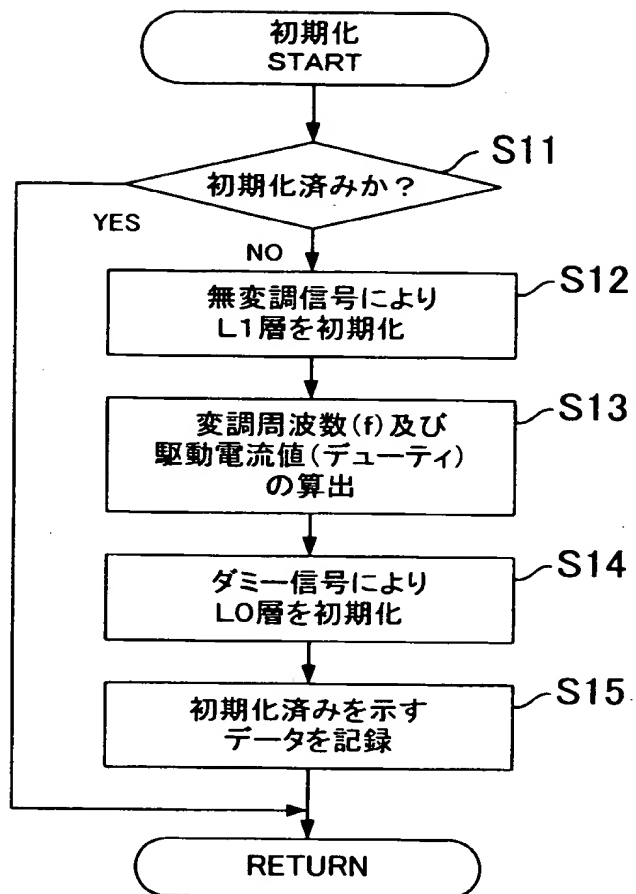 初期化
START
S11
初期化済みか？
YES
NO
S12
無変調信号により
L1層を初期化
S13
変調周波数(f)及び
駆動電流値(デューティ)
の算出
S14
ダミー信号により
L0層を初期化
S15
初期化済みを示す
データを記録
RETURN